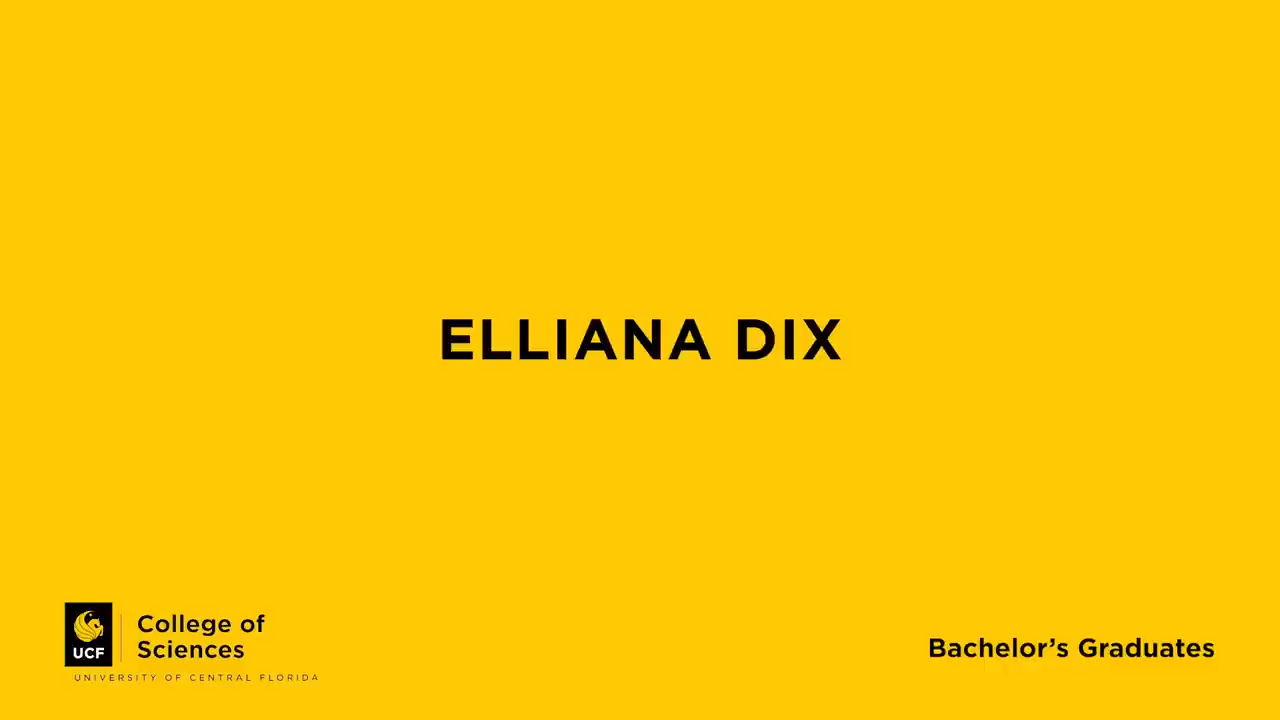 ELLIANA DIX
UCF
College of
Sciences
UNIVERSITY OF CENTRAL FLORIDA
Bachelor’s Graduates